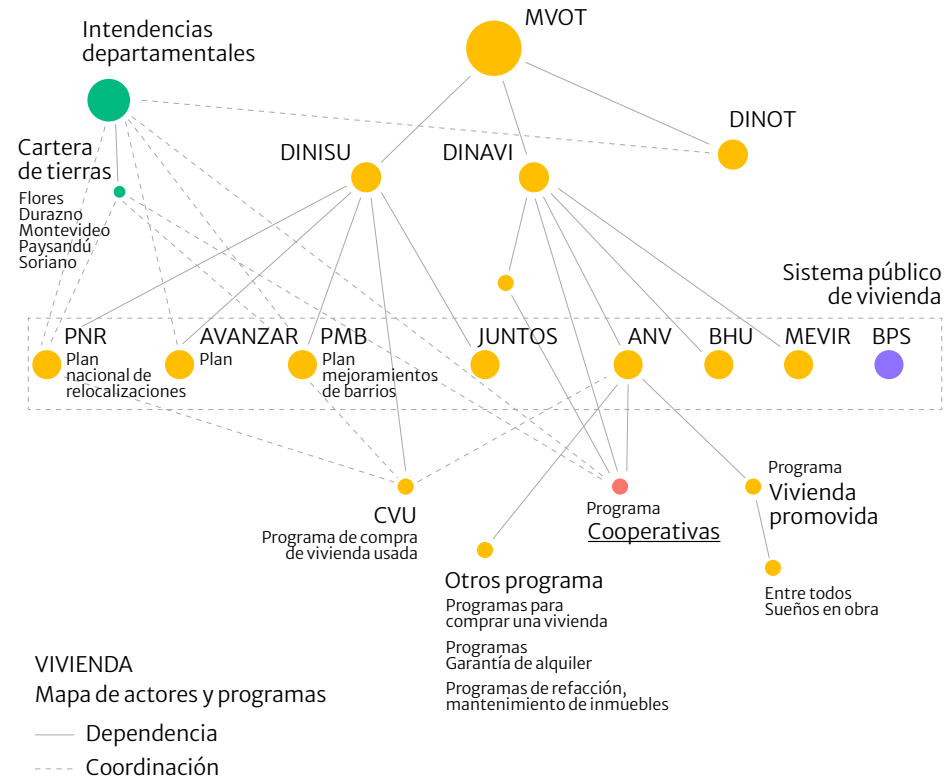 MVOT
Intendencias
departamentales
DINOT
Cartera
de tierras
Flores
Durazno
Montevideo
Paysandú
Soriano
DINISU
DINAVI
Sistema público
de vivienda
PNR
Plan
nacional de
relocalizaciones
AVANZAR
Plan
PMB
Plan
mejoramientos
de barrios
JUNTOS
ANV
BHU
MEVIR
BPS
CVU
Programa de compra
de vivienda usada
Programa
Cooperativas
Programa
Vivienda
promovida
Otros programa
Programas para
comprar una vivienda
Programas
Garantía de alquiler
Programas de refacción,
mantenimiento de inmuebles
Entre todos
Sueños en obra
VIVIENDA
Mapa de actores y programas
Dependencia
Coordinación